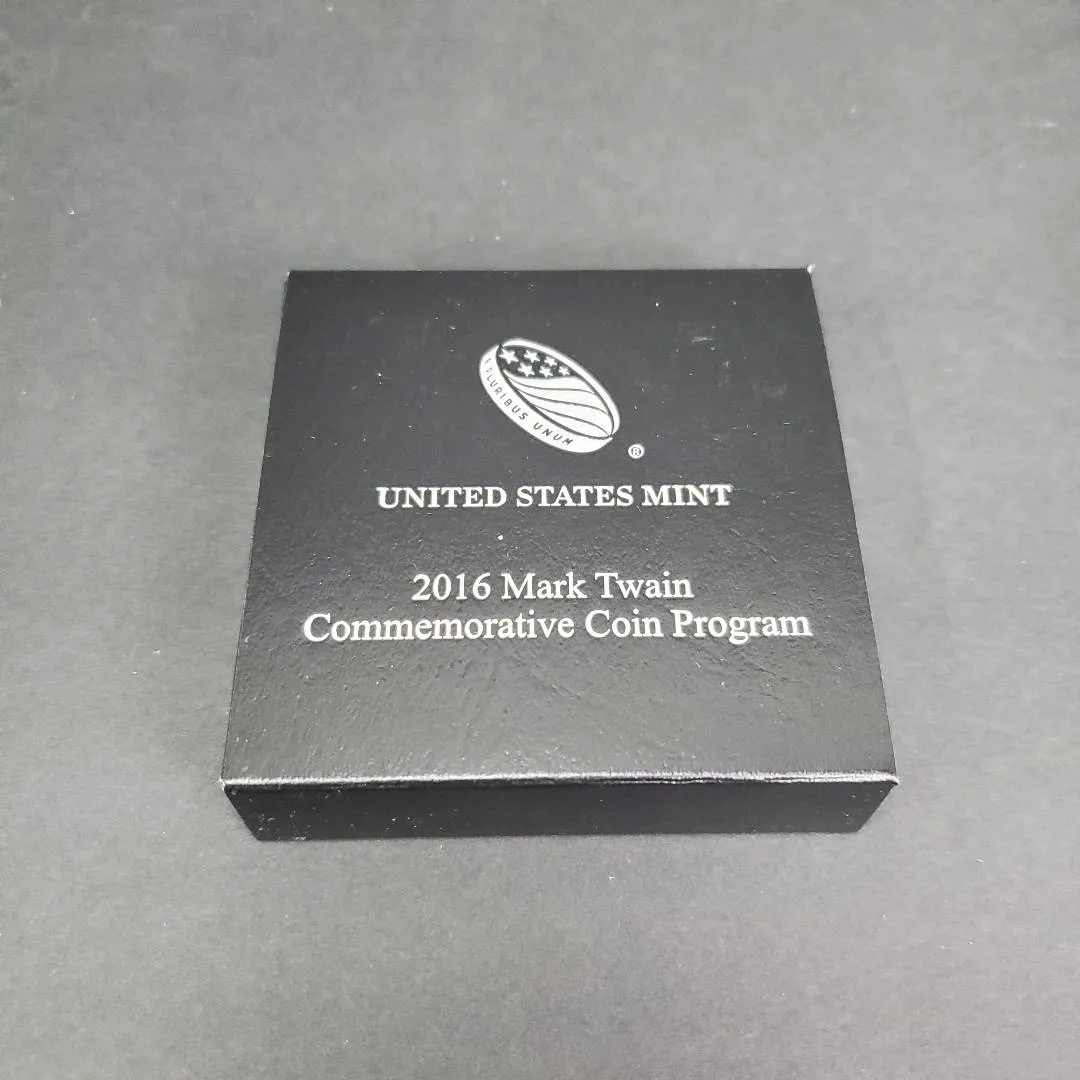 E PLURIBUS UNUM
®
UNITED STATES MINT
2016 Mark Twain
Commemorative Coin Program